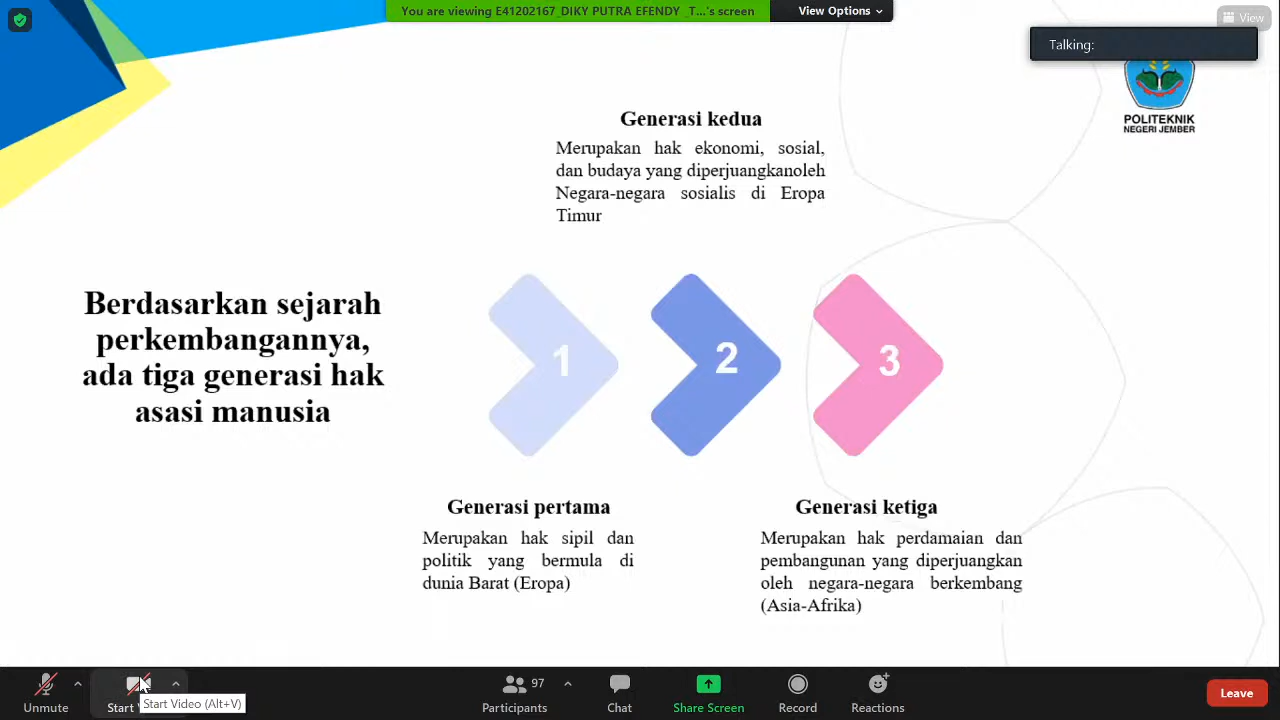 You are viewing E41202167_DIKY PUTRA EFENDY _T...'s screen
View Options
View
Talking:
POLITEKNIK
NEGERI JEMBER
Generasi kedua
Merupakan hak ekonomi, sosial,
dan budaya yang diperjuangkanoleh
Negara-negara sosialis di Eropa
Timur
Berdasarkan sejarah
perkembangannya,
ada tiga generasi hak
asasi manusia
1
2
3
Generasi pertama
Merupakan hak sipil dan
politik yang bermula di
dunia Barat (Eropa)
Generasi ketiga
Merupakan hak perdamaian dan
pembangunan yang diperjuangkan
oleh negara-negara berkembang
(Asia-Afrika)
Unmute
Start V
Start Video (Alt+V)
97
Participants
Chat
Share Screen
Record
Reactions
Leave